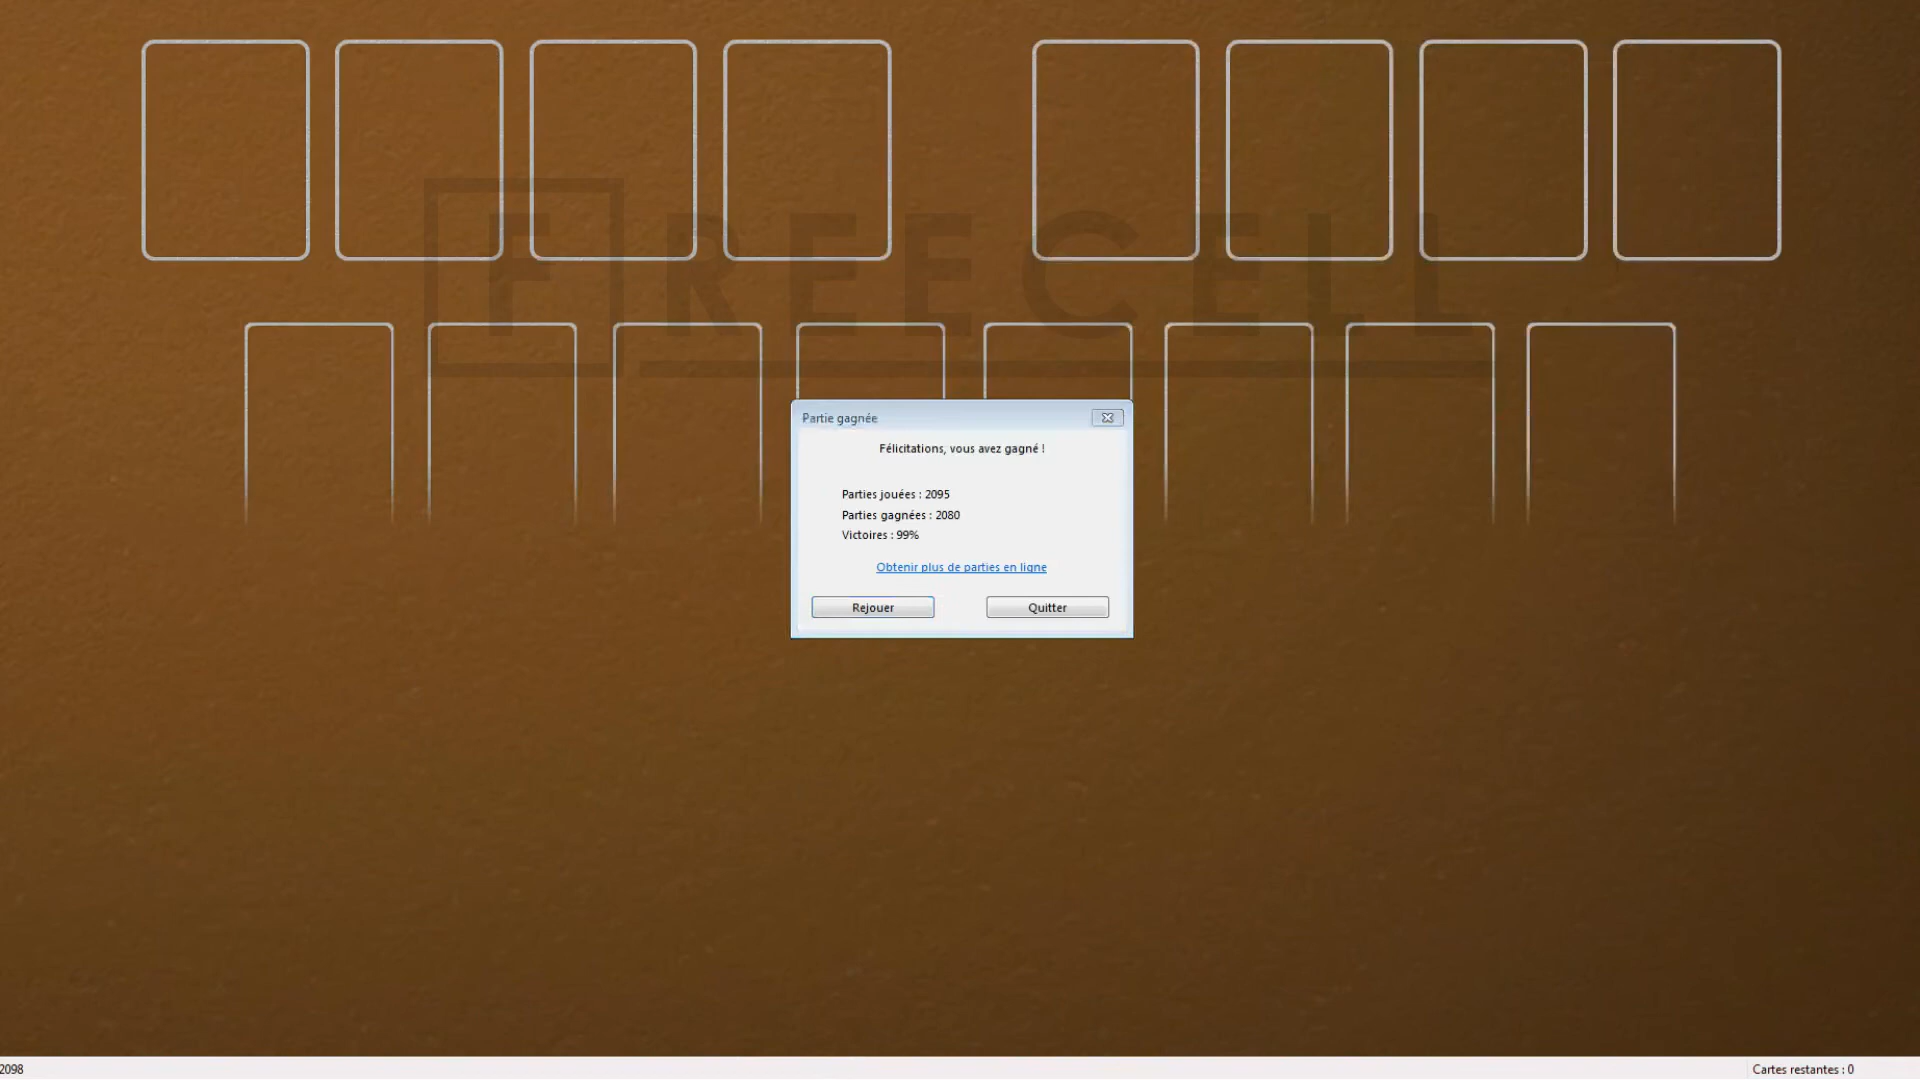 FREECELL
Partie gagnée
Félicitations, vous avez gagné !
Parties jouées : 2095
Parties gagnées : 2080
Victoires : 99%
Obtenir plus de parties en ligne
Rejouer
Quitter
2098
Cartes restantes : 0